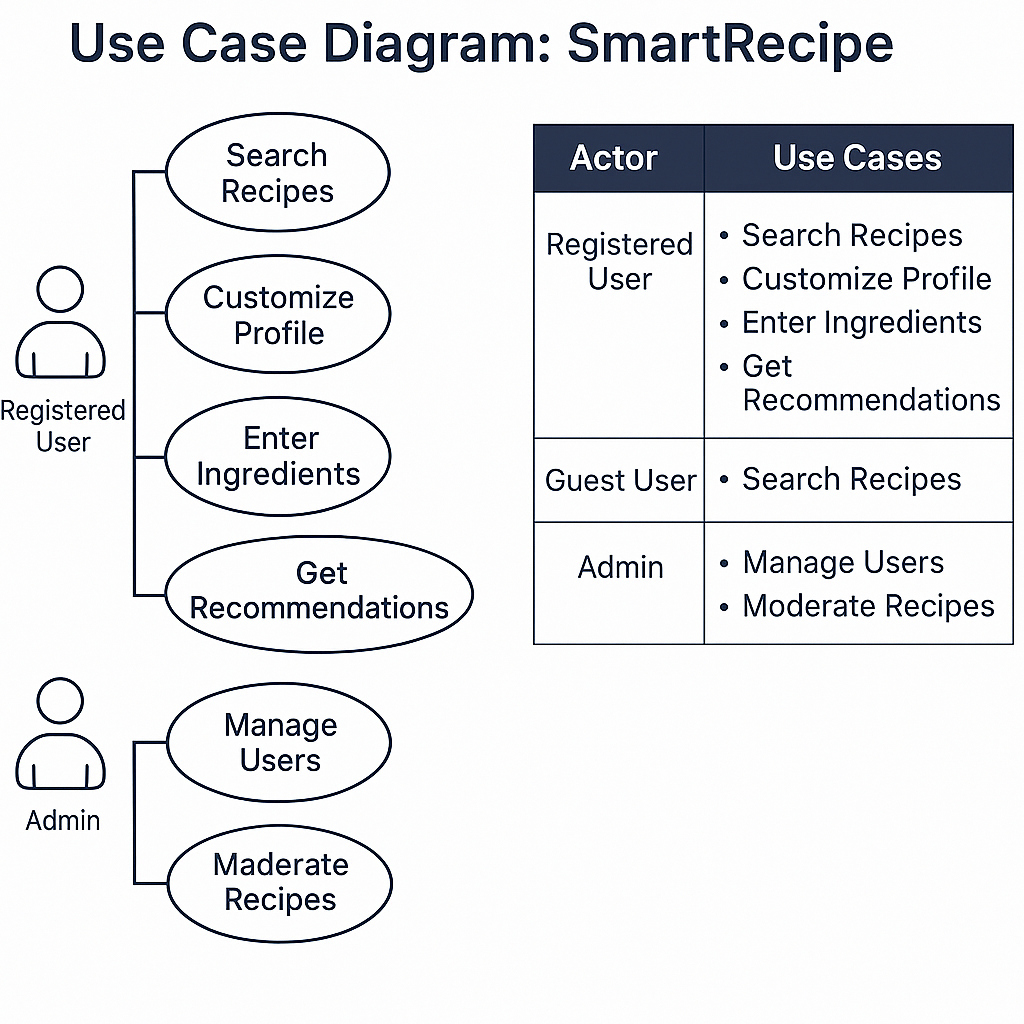 Use Case Diagram: SmartRecipe
Search
Recipes
Customize
Profile
Registered
User
Enter
Ingredients
Get
Recommendations
Manage
Users
Admin
Maderate
Recipes
Actor Use Cases
Registered
User
• Search Recipes
• Customize Profile
• Enter Ingredients
• Get
Recommendations
Guest User • Search Recipes
Admin • Manage Users
• Moderate Recipes